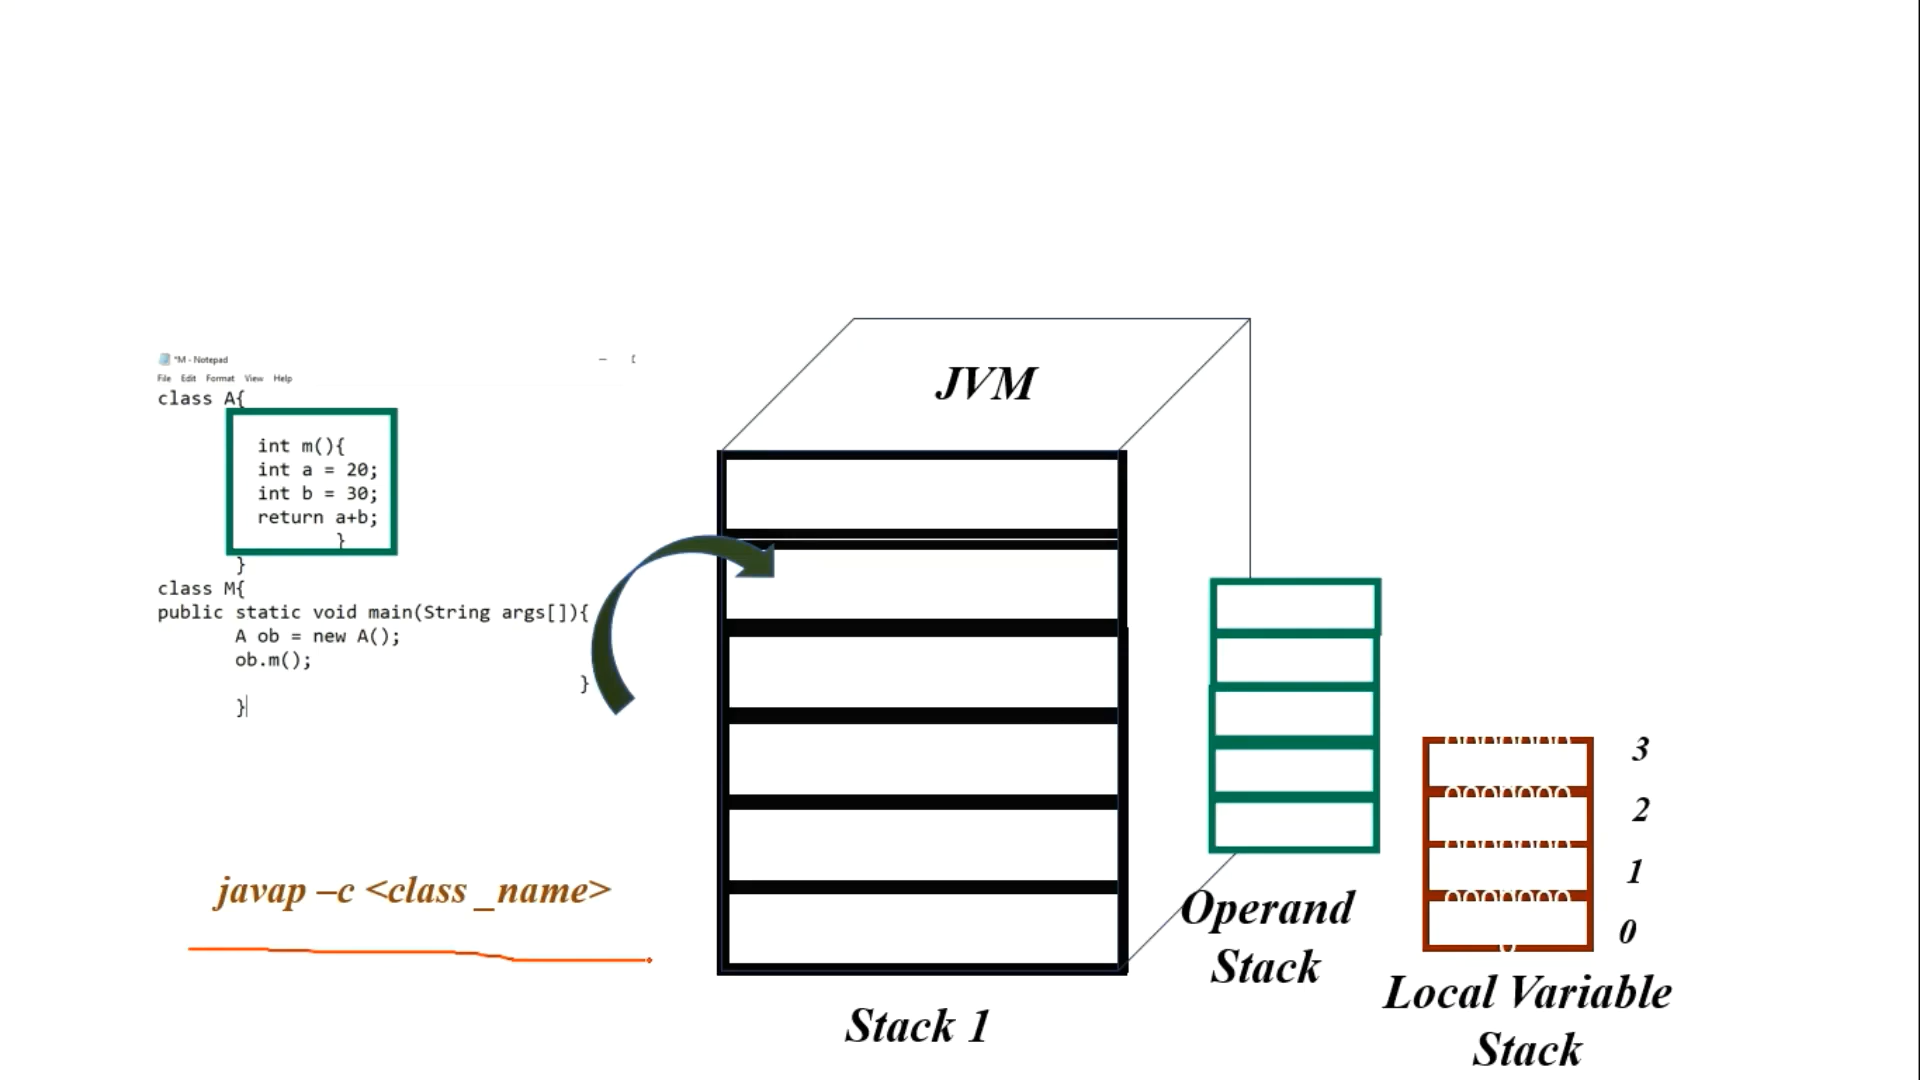 *M - Notepad
File Edit Format View Help
class A{
int m(){
int a = 20;
int b = 30;
return a+b;
}
}
class M{
public static void main(String args[]){
A ob = new A();
ob.m();
}
}
javap –c <class _name>
JVM
Stack 1
Operand
Stack
3
2
1
0
Local Variable
Stack